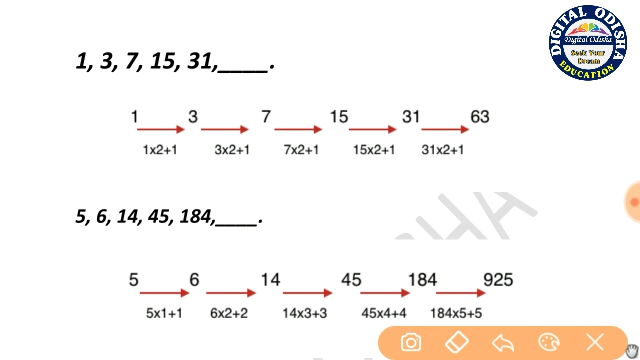 DIGITAL ODISHA
Digital Odisha
Seek Your
Dream
EDUCATION
1, 3, 7, 15, 31,____.
1 3 7 15 31 63
1x2+1 3x2+1 7x2+1 15x2+1 31x2+1
5, 6, 14, 45, 184,____.
5 6 14 45 184 925
5x1+1 6x2+2 14x3+3 45x4+4 184x5+5